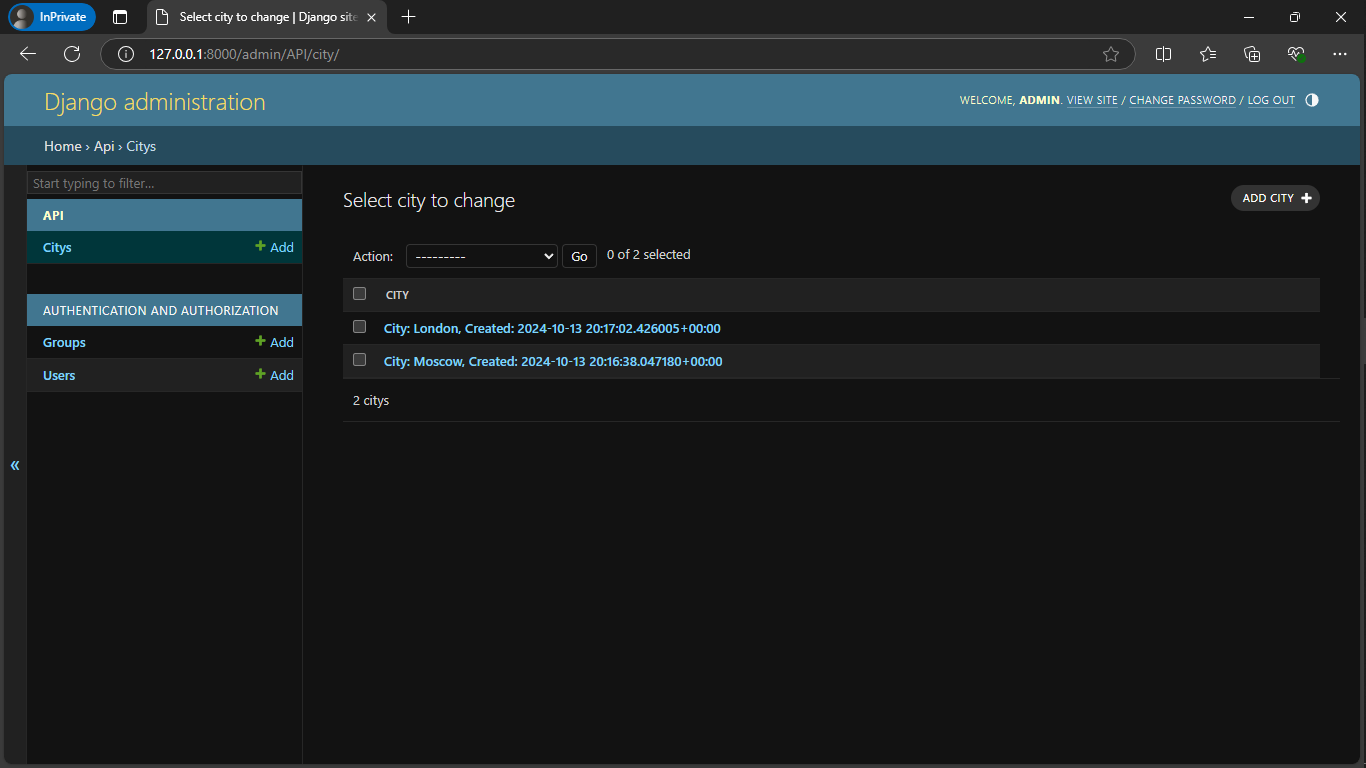 InPrivate
Select city to change | Django site
127.0.0.1:8000/admin/API/city/
Django administration
WELCOME, ADMIN. VIEW SITE / CHANGE PASSWORD / LOG OUT
Home › Api › Citys
Start typing to filter...
API
Citys + Add
AUTHENTICATION AND AUTHORIZATION
Groups + Add
Users + Add
«
Select city to change
ADD CITY +
Action: --------- Go 0 of 2 selected
CITY
City: London, Created: 2024-10-13 20:17:02.426005+00:00
City: Moscow, Created: 2024-10-13 20:16:38.047180+00:00
2 citys